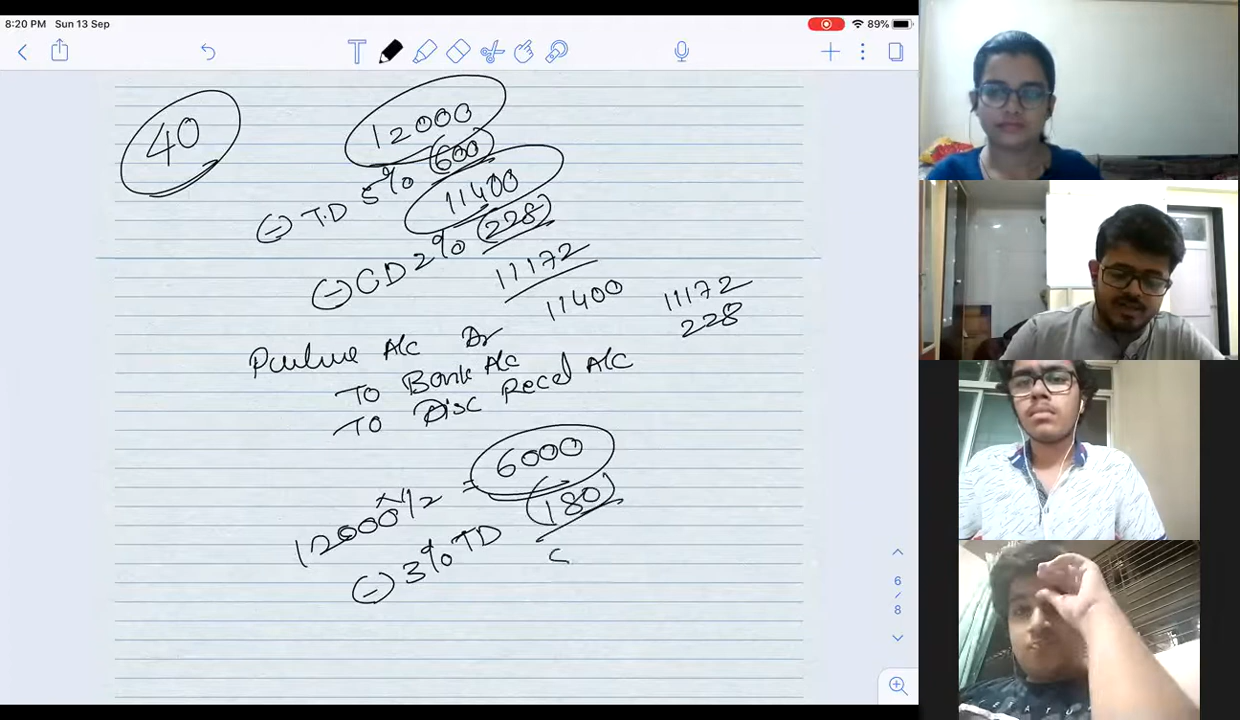 8:20 PM Sun 13 Sep
89%
T
40
12000
(600)
⊖ T.D 5%
11400
⊖ CD 2% (228)
11172
11400 11172
228
A/c Dr
To Bank A/c
To Disc Recd A/c
12000 x 1/2 = 6000
⊖ 3% TD (180)
6
/
8